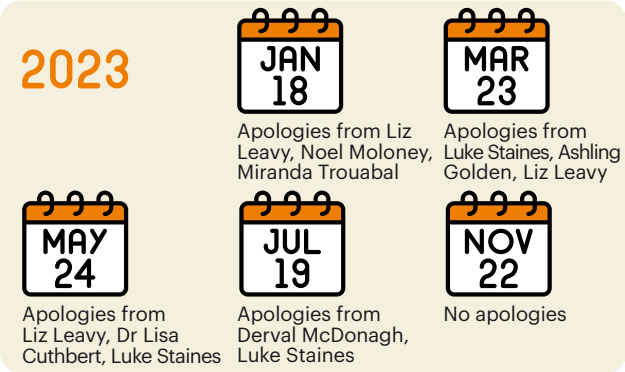 2023
JAN
18
Apologies from Liz
Leavy, Noel Moloney,
Miranda Trouabal
MAR
23
Apologies from
Luke Staines, Ashling
Golden, Liz Leavy
MAY
24
Apologies from
Liz Leavy, Dr Lisa
Cuthbert, Luke Staines
JUL
19
Apologies from
Derval McDonagh,
Luke Staines
NOV
22
No apologies